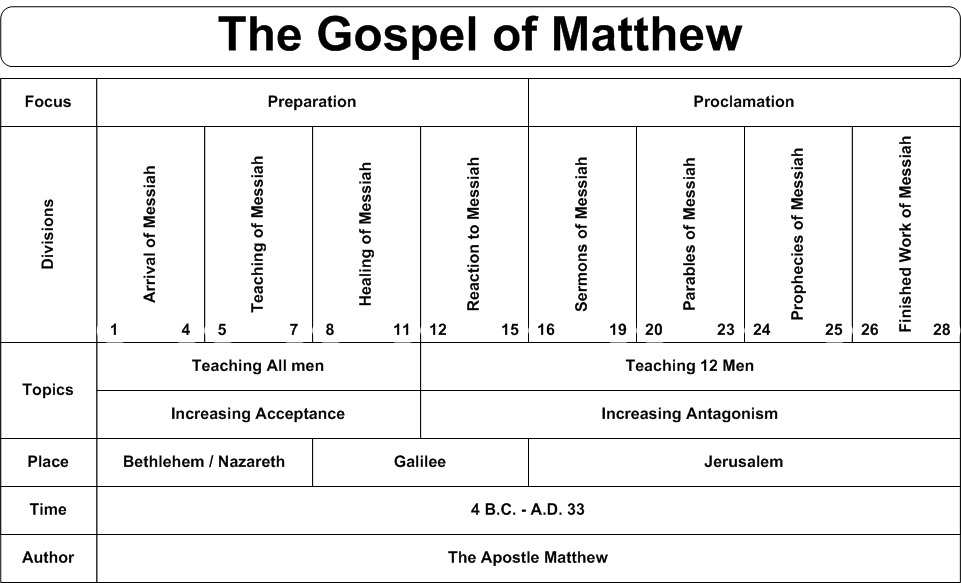 The Gospel of Matthew
Focus
Preparation
Proclamation
Divisions
Arrival of Messiah
1 4
Teaching of Messiah
5 7
Healing of Messiah
8 11
Reaction to Messiah
12 15
Sermons of Messiah
16 19
Parables of Messiah
20 23
Prophecies of Messiah
24 25
Finished Work of Messiah
26 28
Topics
Teaching All men
Teaching 12 Men
Increasing Acceptance
Increasing Antagonism
Place
Bethlehem / Nazareth
Galilee
Jerusalem
Time
4 B.C. - A.D. 33
Author
The Apostle Matthew